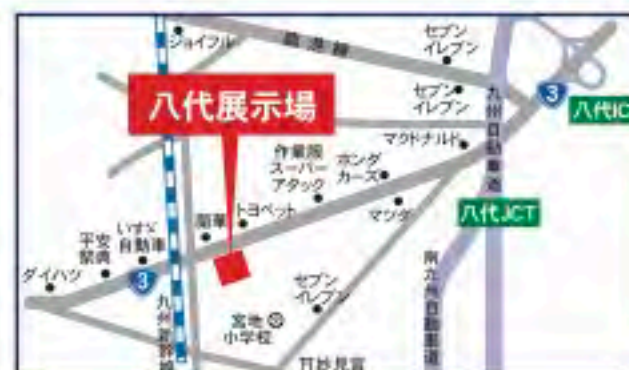 ジョイフル
臨港線
セブン
イレブン
セブン
イレブン
3
八代IC
八代展示場
マクドナルド
九州自動車道
作業服
スーパー
アタック
ホンダ
カーズ
トヨペット
マツダ
八代JCT
平安
祭典
いすゞ
自動車
ダイハツ
3
九州新幹線
セブン
イレブン
宮地
小学校
南九州自動車道